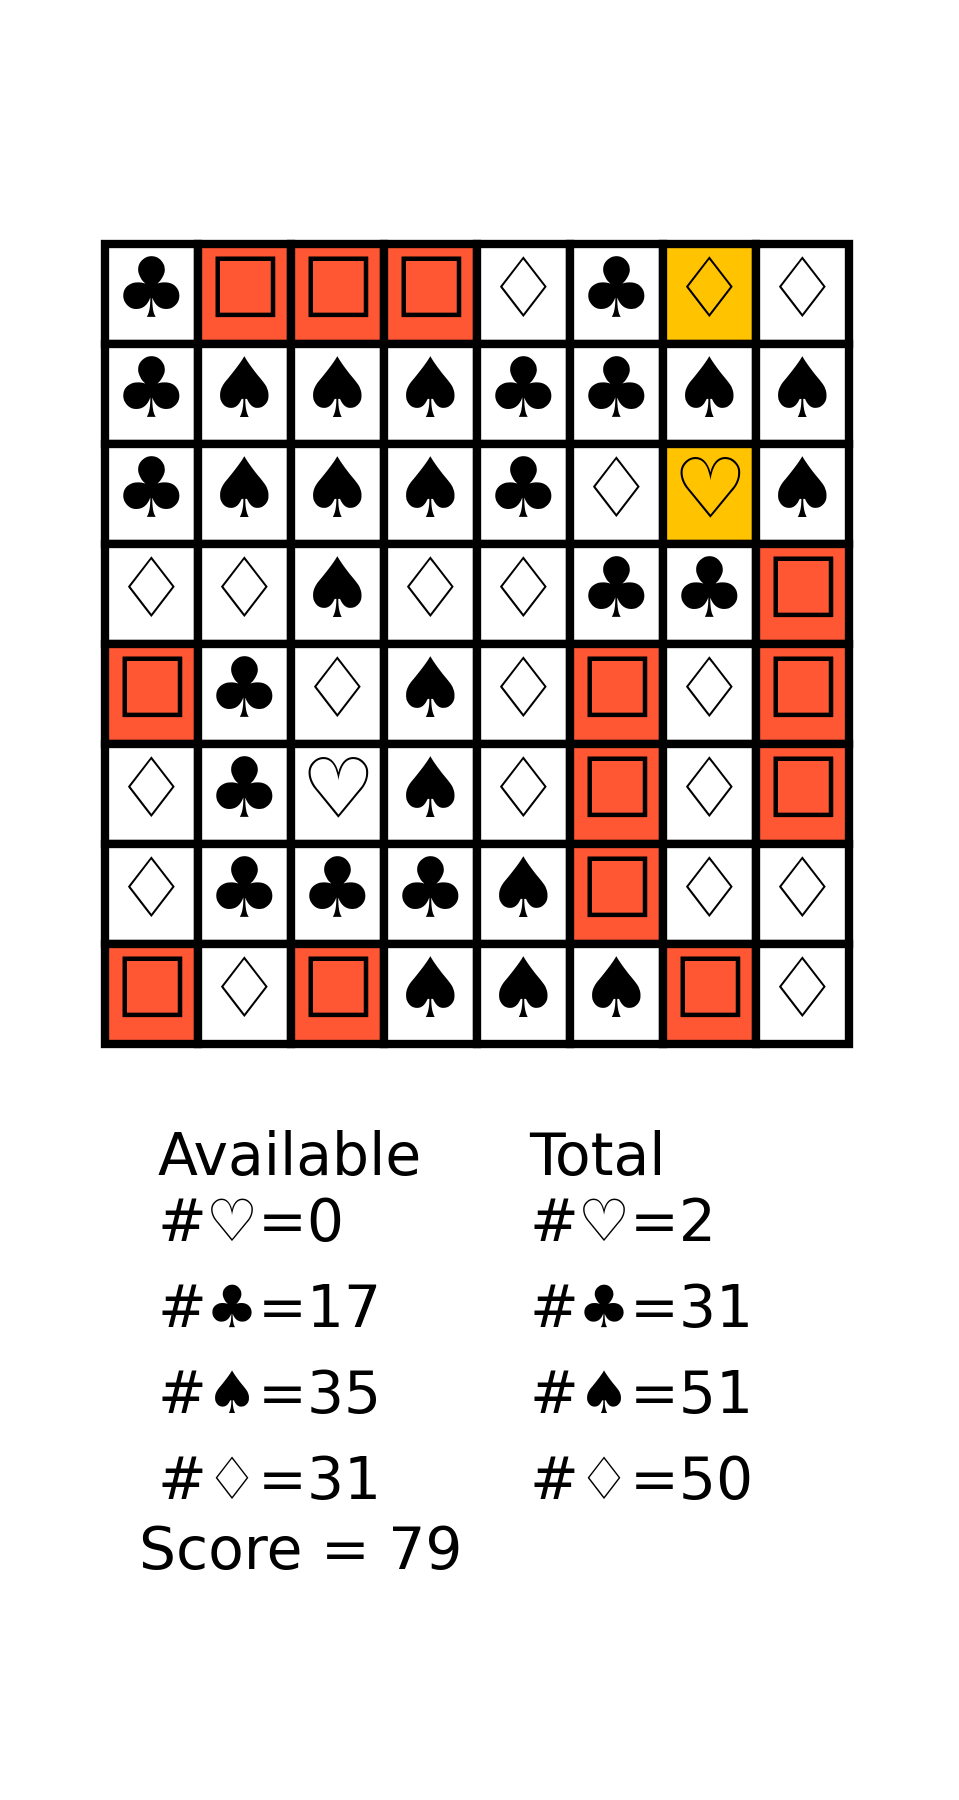 ♣ □ □ □ ♢ ♣ ♢ ♢
♣ ♠ ♠ ♠ ♣ ♣ ♠ ♠
♣ ♠ ♠ ♠ ♣ ♢ ♡ ♠
♢ ♢ ♠ ♢ ♢ ♣ ♣ □
□ ♣ ♢ ♠ ♢ □ ♢ □
♢ ♣ ♡ ♠ ♢ □ ♢ □
♢ ♣ ♣ ♣ ♠ □ ♢ ♢
□ ♢ □ ♠ ♠ ♠ □ ♢
Available Total
#♡=0 #♡=2
#♣=17 #♣=31
#♠=35 #♠=51
#♢=31 #♢=50
Score = 79